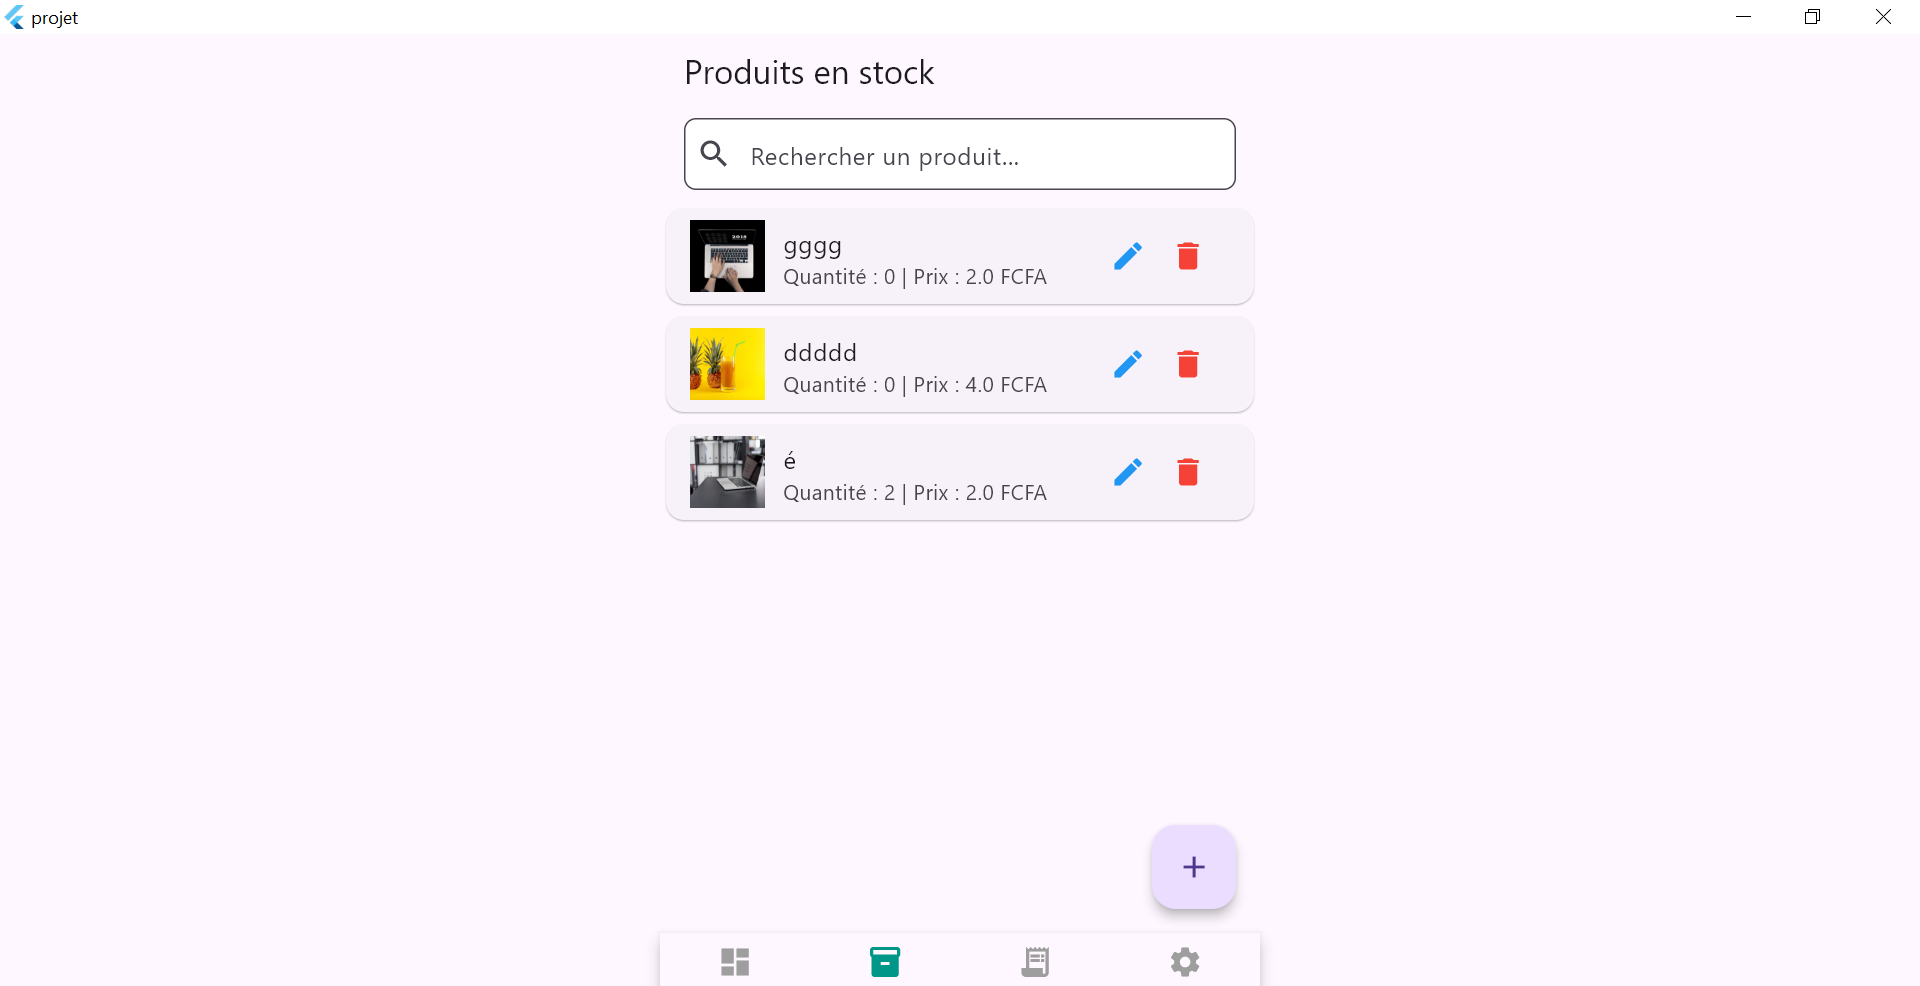 projet
Produits en stock
Rechercher un produit...
gggg
Quantité : 0 | Prix : 2.0 FCFA
ddddd
Quantité : 0 | Prix : 4.0 FCFA
é
Quantité : 2 | Prix : 2.0 FCFA